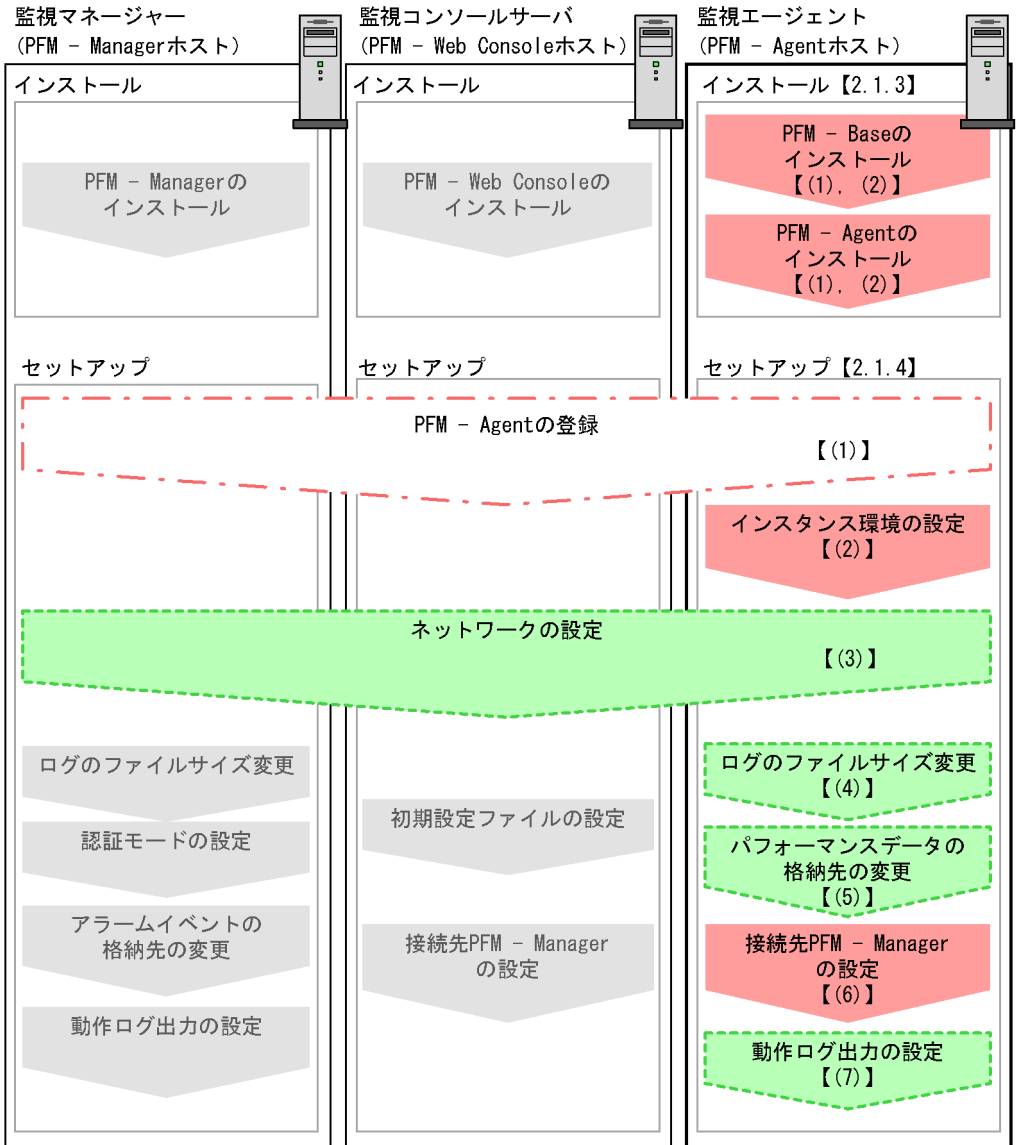 監視マネージャー
(PFM － Managerホスト)
監視コンソールサーバ
(PFM － Web Consoleホスト)
監視エージェント
(PFM － Agentホスト)
インストール
PFM － Managerの
インストール
インストール
PFM － Web Consoleの
インストール
インストール【2.1.3】
PFM － Baseの
インストール
【(1)，(2)】
PFM － Agentの
インストール
【(1)，(2)】
セットアップ
セットアップ
セットアップ【2.1.4】
PFM － Agentの登録
【(1)】
インスタンス環境の設定
【(2)】
ネットワークの設定
【(3)】
ログのファイルサイズ変更
認証モードの設定
アラームイベントの
格納先の変更
動作ログ出力の設定
初期設定ファイルの設定
接続先PFM － Manager
の設定
ログのファイルサイズ変更
【(4)】
パフォーマンスデータの
格納先の変更
【(5)】
接続先PFM － Manager
の設定
【(6)】
動作ログ出力の設定
【(7)】